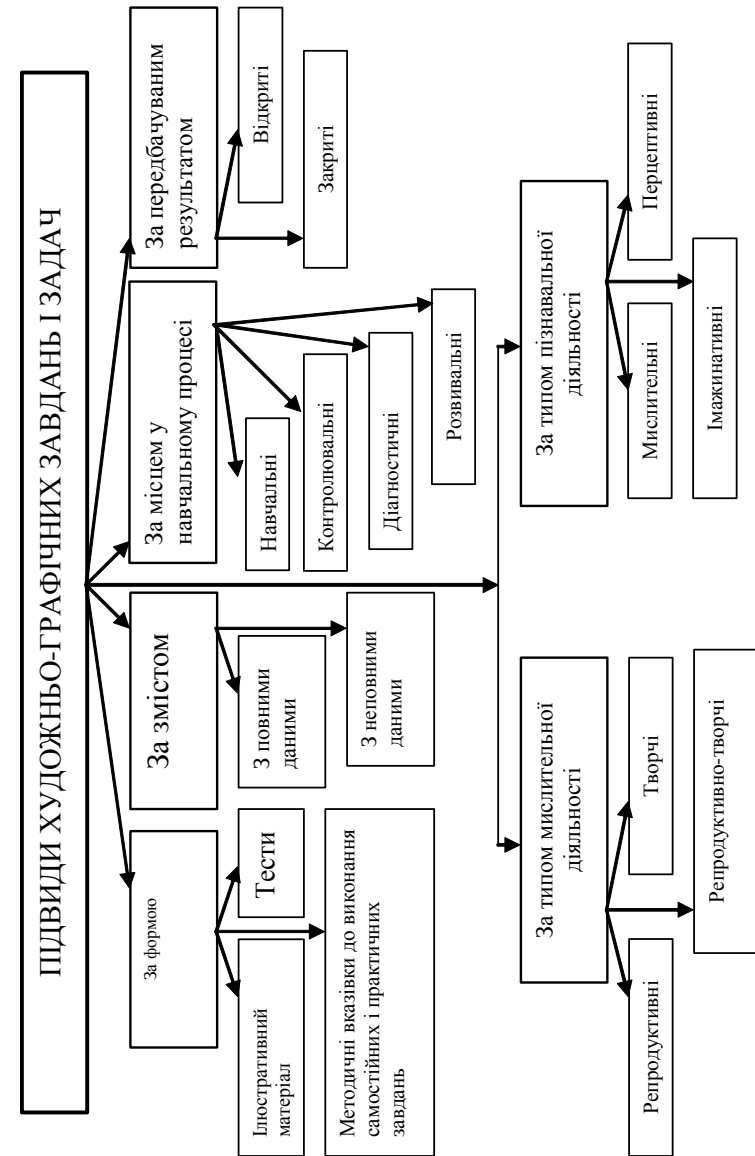 ПІДВИДИ ХУДОЖНЬО-ГРАФІЧНИХ ЗАВДАНЬ І ЗАДАЧ
За формою
Ілюстративний
матеріал
Тести
Методичні вказівки до виконання
самостійних і практичних
завдань
За змістом
З повними
даними
З неповними
даними
За місцем у
навчальному процесі
Навчальні
Контролювальні
Діагностичні
Розвивальні
За передбачуваним
результатом
Відкриті
Закриті
За типом мислительної
діяльності
Репродуктивні
Творчі
Репродуктивно-творчі
За типом пізнавальної
діяльності
Мислительні
Перцептивні
Імажинативні